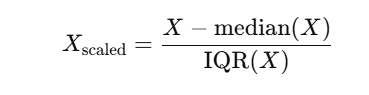 X_scaled = (X − median(X)) / IQR(X)